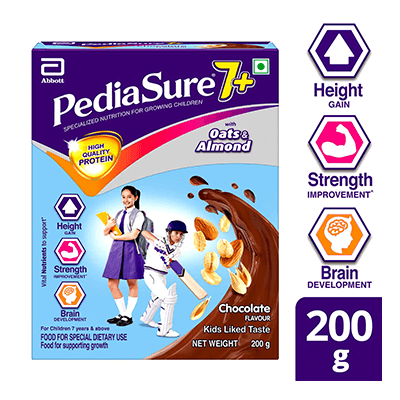 Abbott
PediaSure® 7+
SPECIALIZED NUTRITION FOR GROWING CHILDREN
with
Oats &
Almond
HIGH
QUALITY
PROTEIN
Vital Nutrients to support^
Height
GAIN
Strength
IMPROVEMENT^
Brain
DEVELOPMENT
Chocolate
FLAVOUR
Kids Liked Taste
For Children 7 years & above
FOOD FOR SPECIAL DIETARY USE
Food for supporting growth
NET WEIGHT 200 g
Height
GAIN
Strength
IMPROVEMENT^
Brain
DEVELOPMENT
200
g